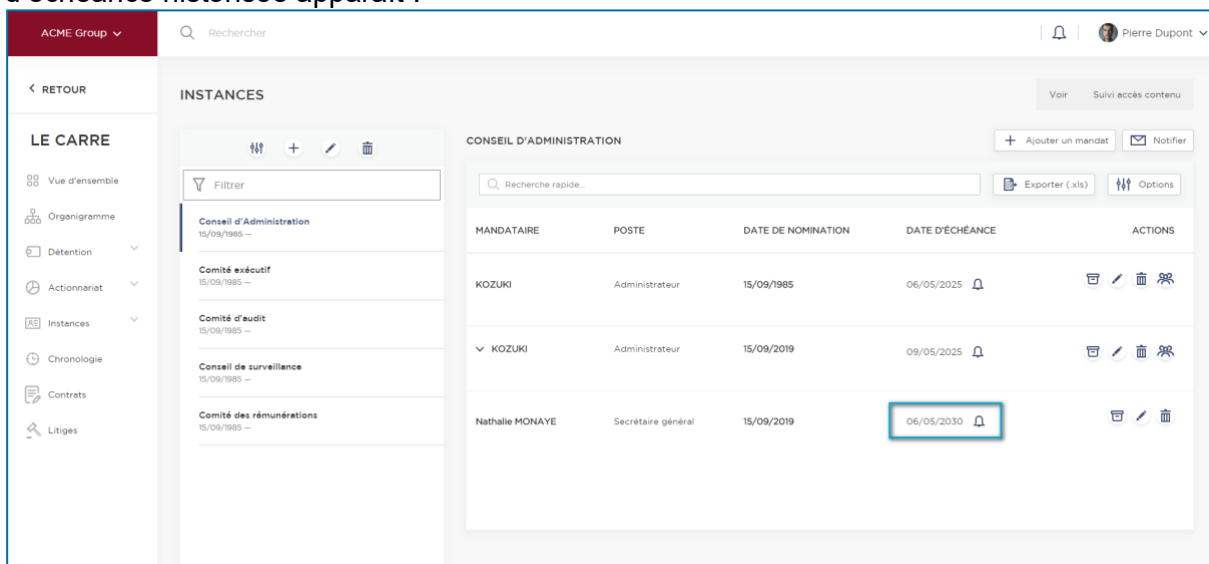 d'échéance historisée apparaît :
ACME Group
Rechercher
Pierre Dupont
RETOUR
INSTANCES
Voir Suivi accès contenu
LE CARRE
Vue d'ensemble
Organigramme
Détention
Actionnariat
Instances
Chronologie
Contrats
Litiges
Filtrer
Conseil d'Administration
15/09/1985 —
Comité exécutif
15/09/1985 —
Comité d'audit
15/09/1985 —
Conseil de surveillance
15/09/1985 —
Comité des rémunérations
15/09/1985 —
CONSEIL D'ADMINISTRATION
+ Ajouter un mandat Notifier
Recherche rapide...
Exporter (.xls) Options
MANDATAIRE POSTE DATE DE NOMINATION DATE D'ÉCHÉANCE ACTIONS
KOZUKI Administrateur 15/09/1985 06/05/2025
KOZUKI Administrateur 15/09/2019 09/05/2025
Nathalie MONAYE Secrétaire général 15/09/2019 06/05/2030